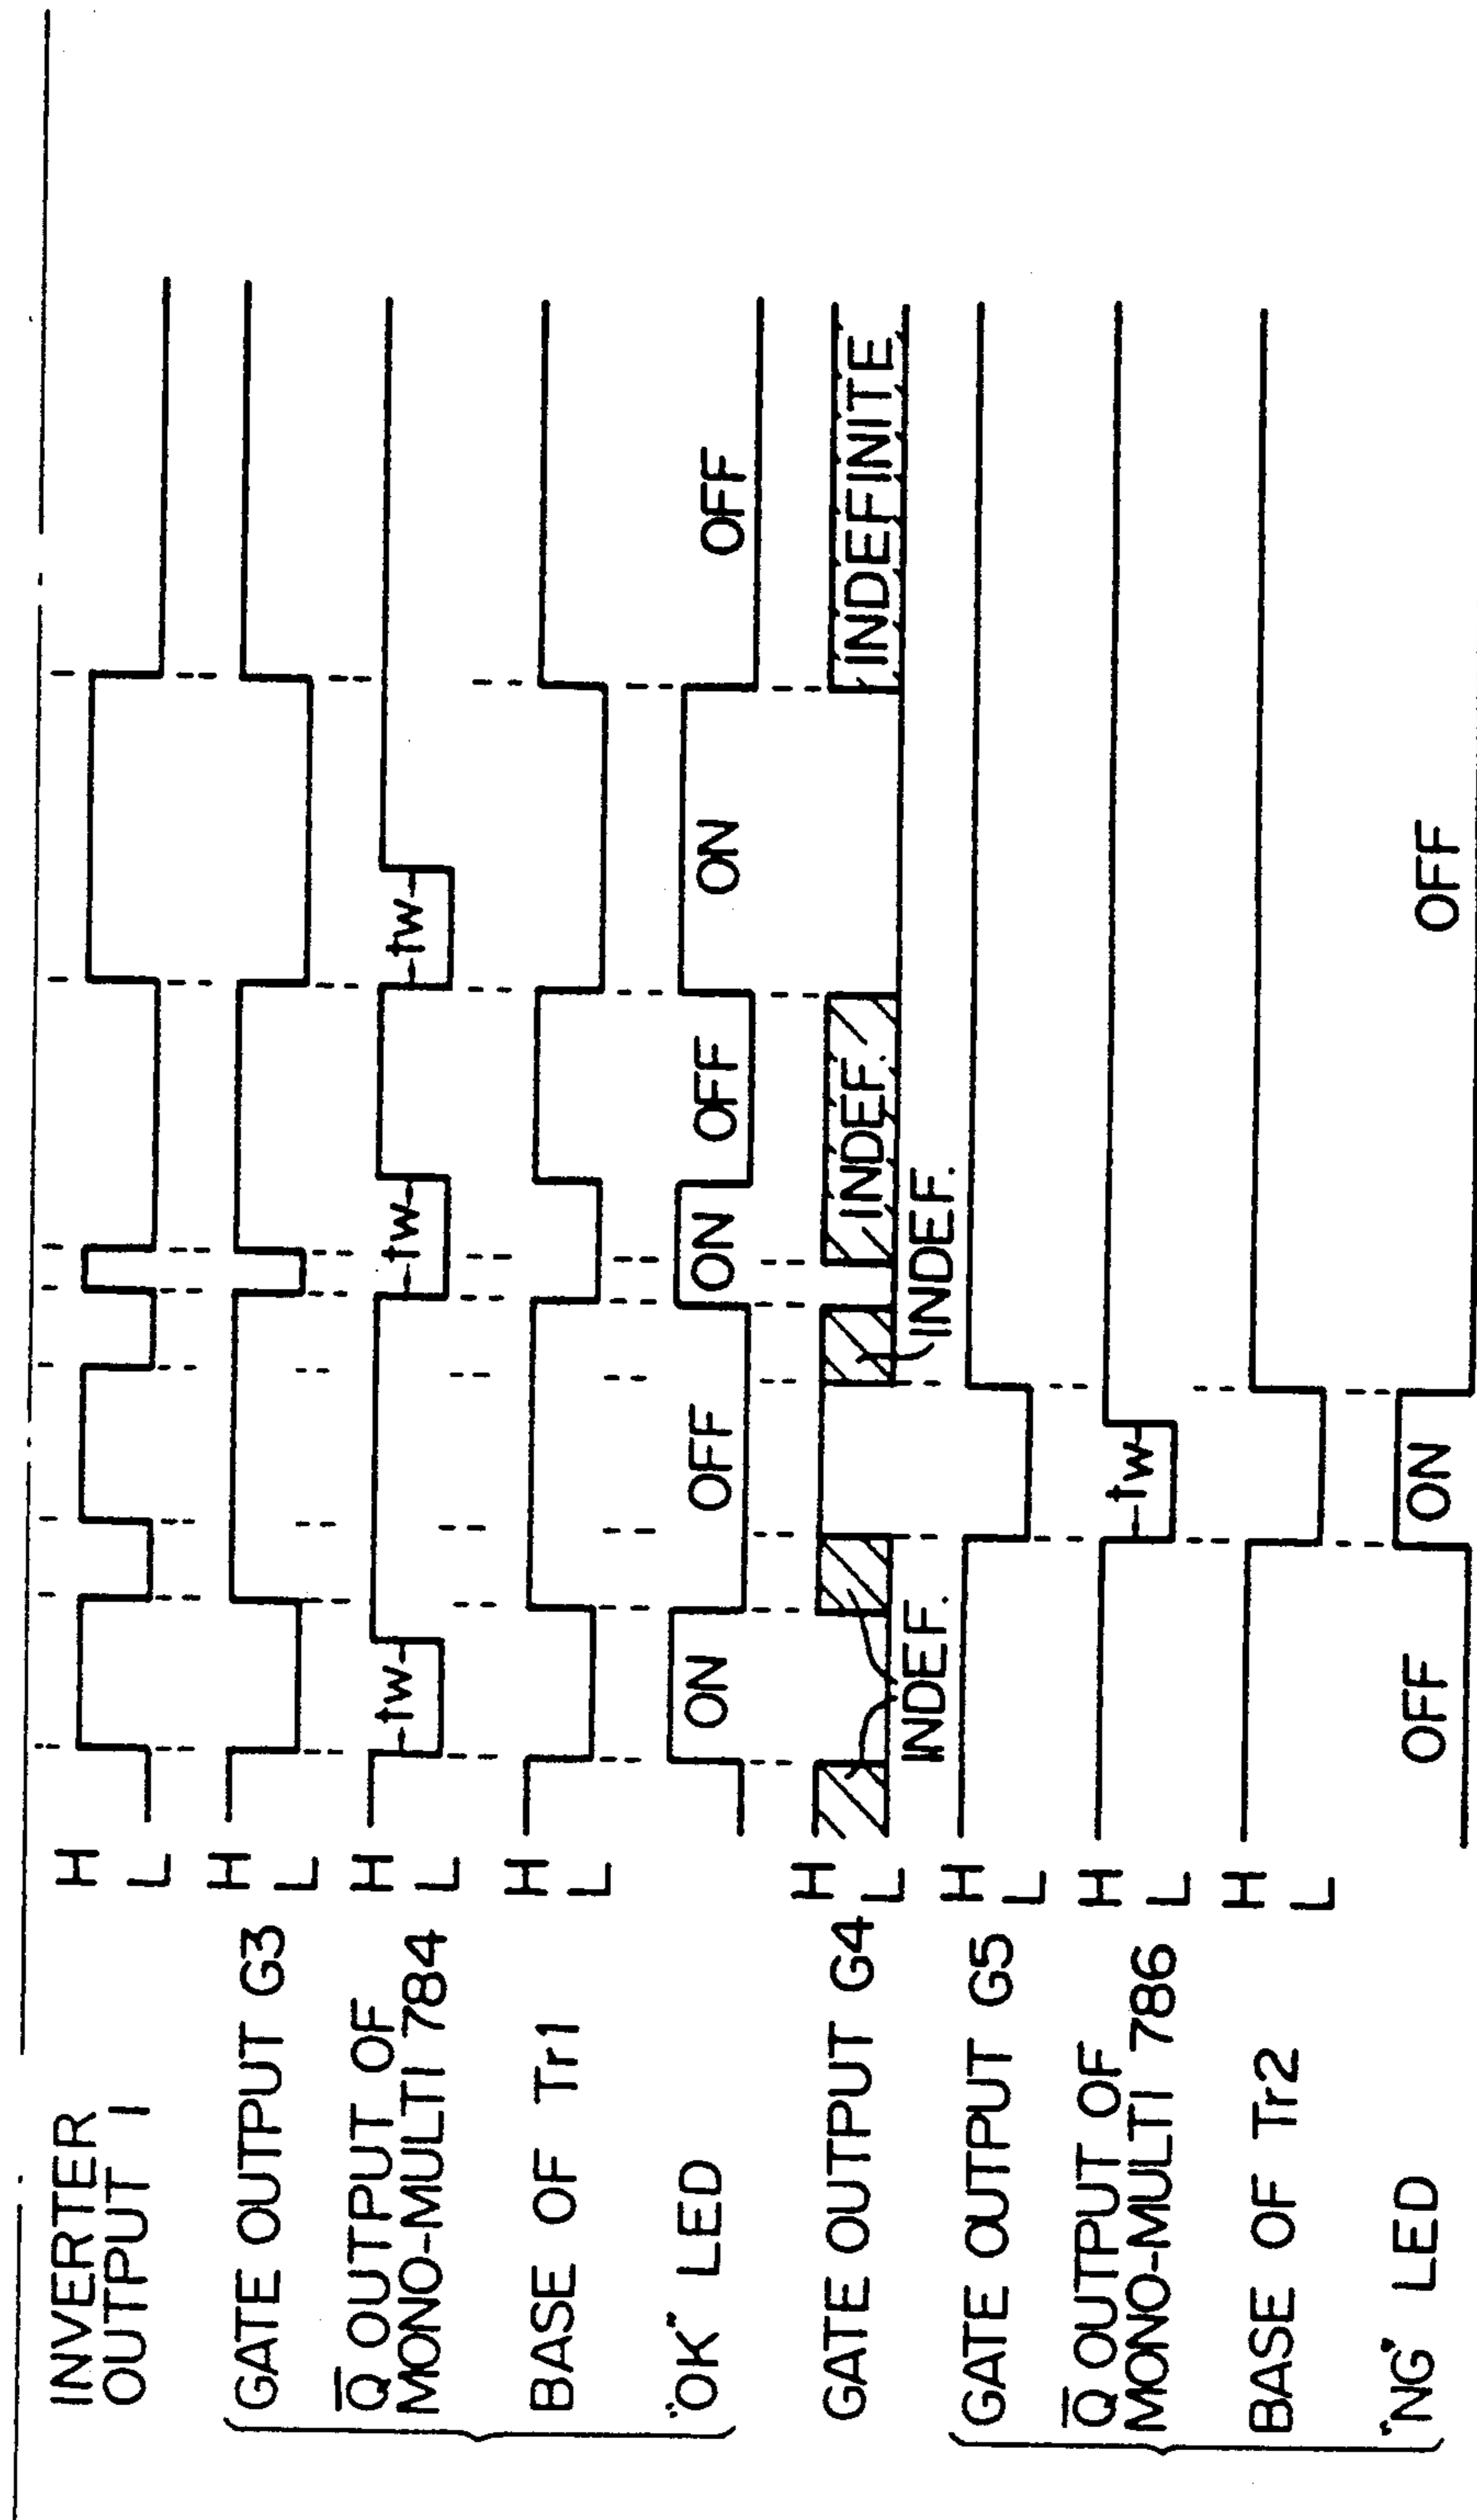 INVERTER
OUTPUT I
H
L
GATE OUTPUT G3
H
L
Q̅ OUTPUT OF
MONO-MULTI 784
H
L
tw
tw
tw
BASE OF Tr1
H
L
"OK" LED
ON
OFF
ON
OFF
ON
OFF
GATE OUTPUT G4
H
L
INDEF.
INDEF.
INDEF.
INDEFINITE
GATE OUTPUT G5
H
L
Q̅ OUTPUT OF
MONO-MULTI 786
H
L
tw
BASE OF Tr2
H
L
"NG" LED
OFF
ON
OFF